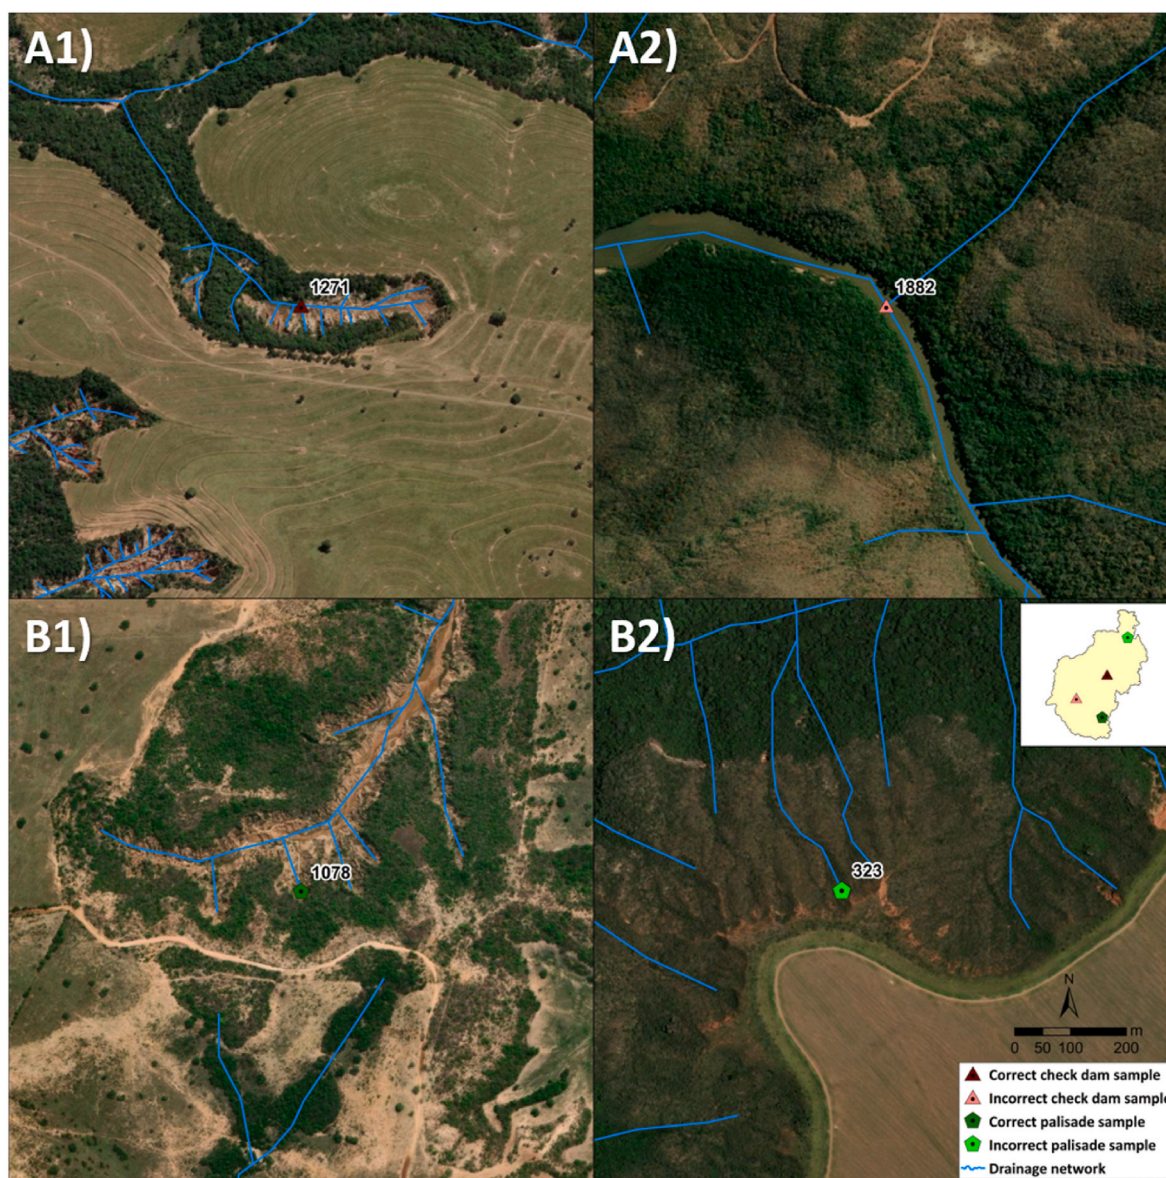 A1)
A2)
1271
1882
B1)
B2)
1078
323
N
m
0 50 100 200
Correct check dam sample
Incorrect check dam sample
Correct palisade sample
Incorrect palisade sample
Drainage network